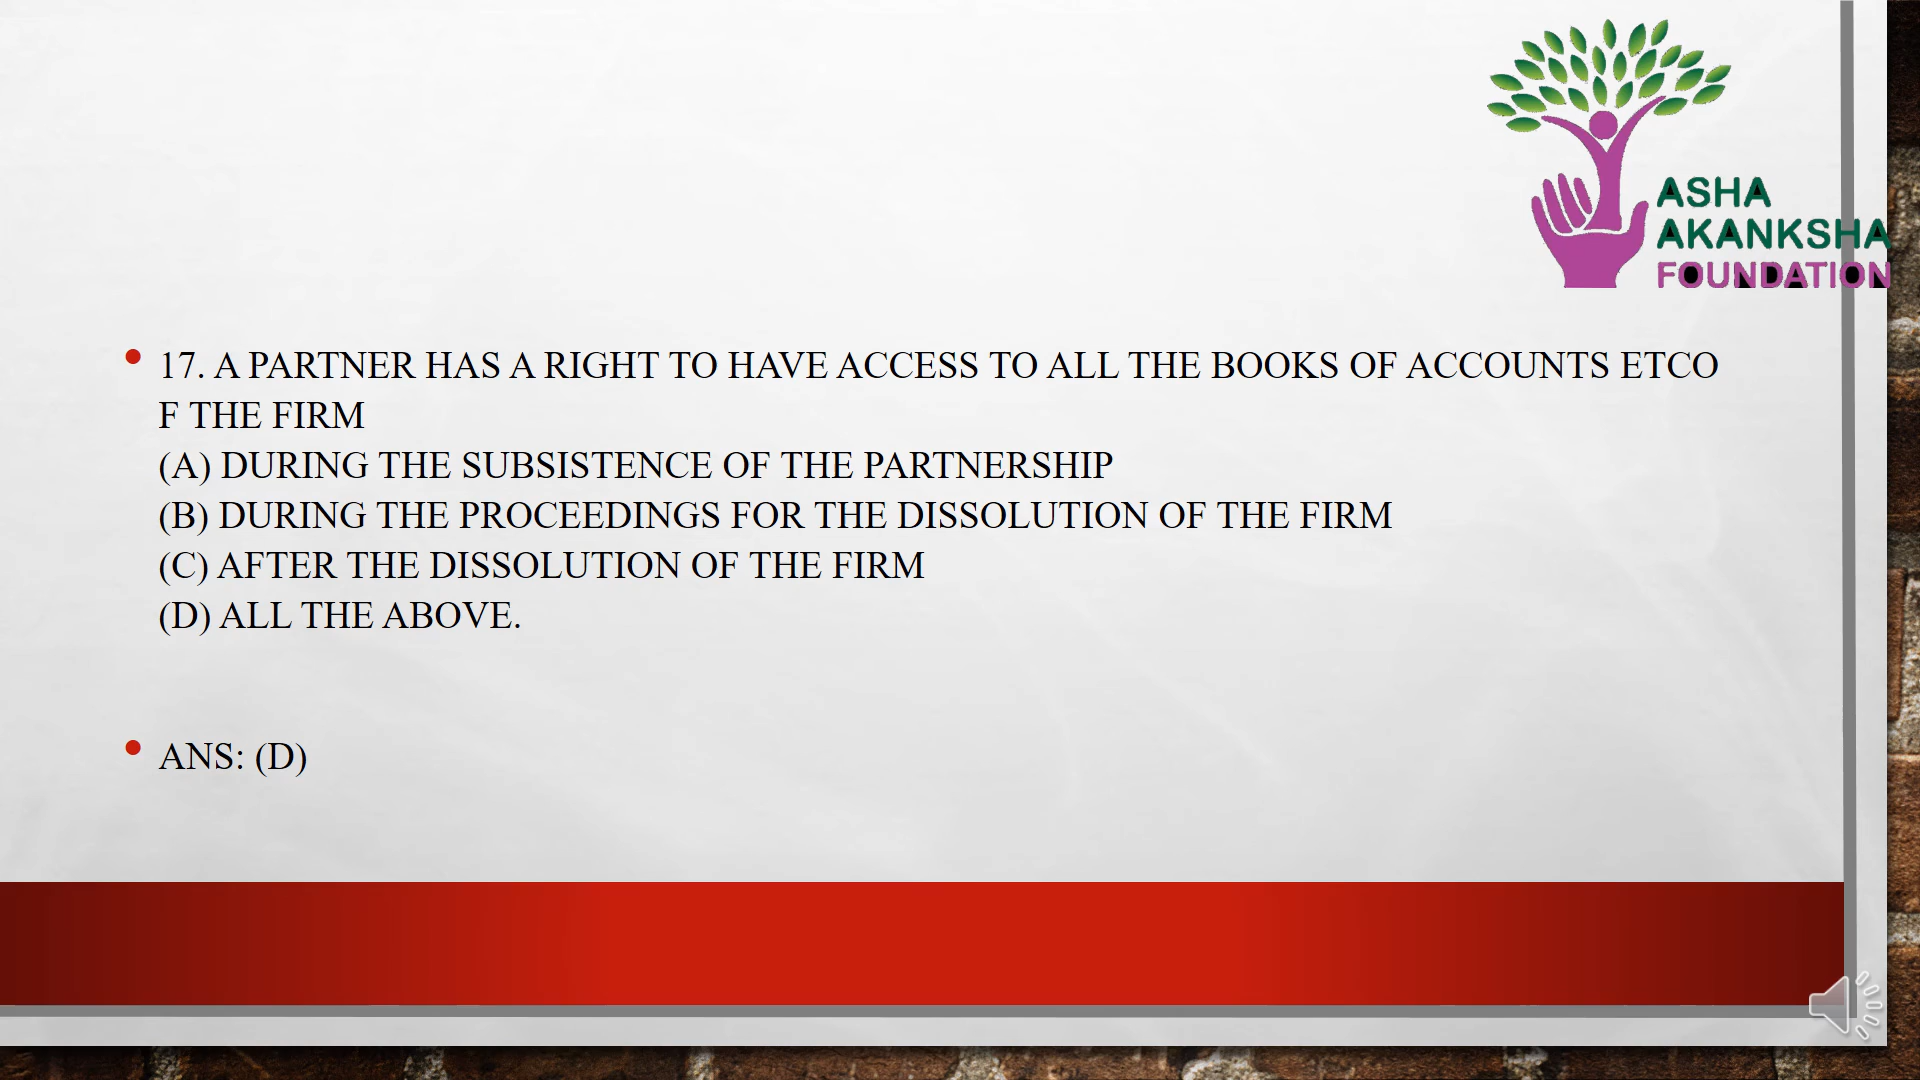 ASHA
AKANKSHA
FOUNDATION
17. A PARTNER HAS A RIGHT TO HAVE ACCESS TO ALL THE BOOKS OF ACCOUNTS ETCO
F THE FIRM
(A) DURING THE SUBSISTENCE OF THE PARTNERSHIP
(B) DURING THE PROCEEDINGS FOR THE DISSOLUTION OF THE FIRM
(C) AFTER THE DISSOLUTION OF THE FIRM
(D) ALL THE ABOVE.
ANS: (D)